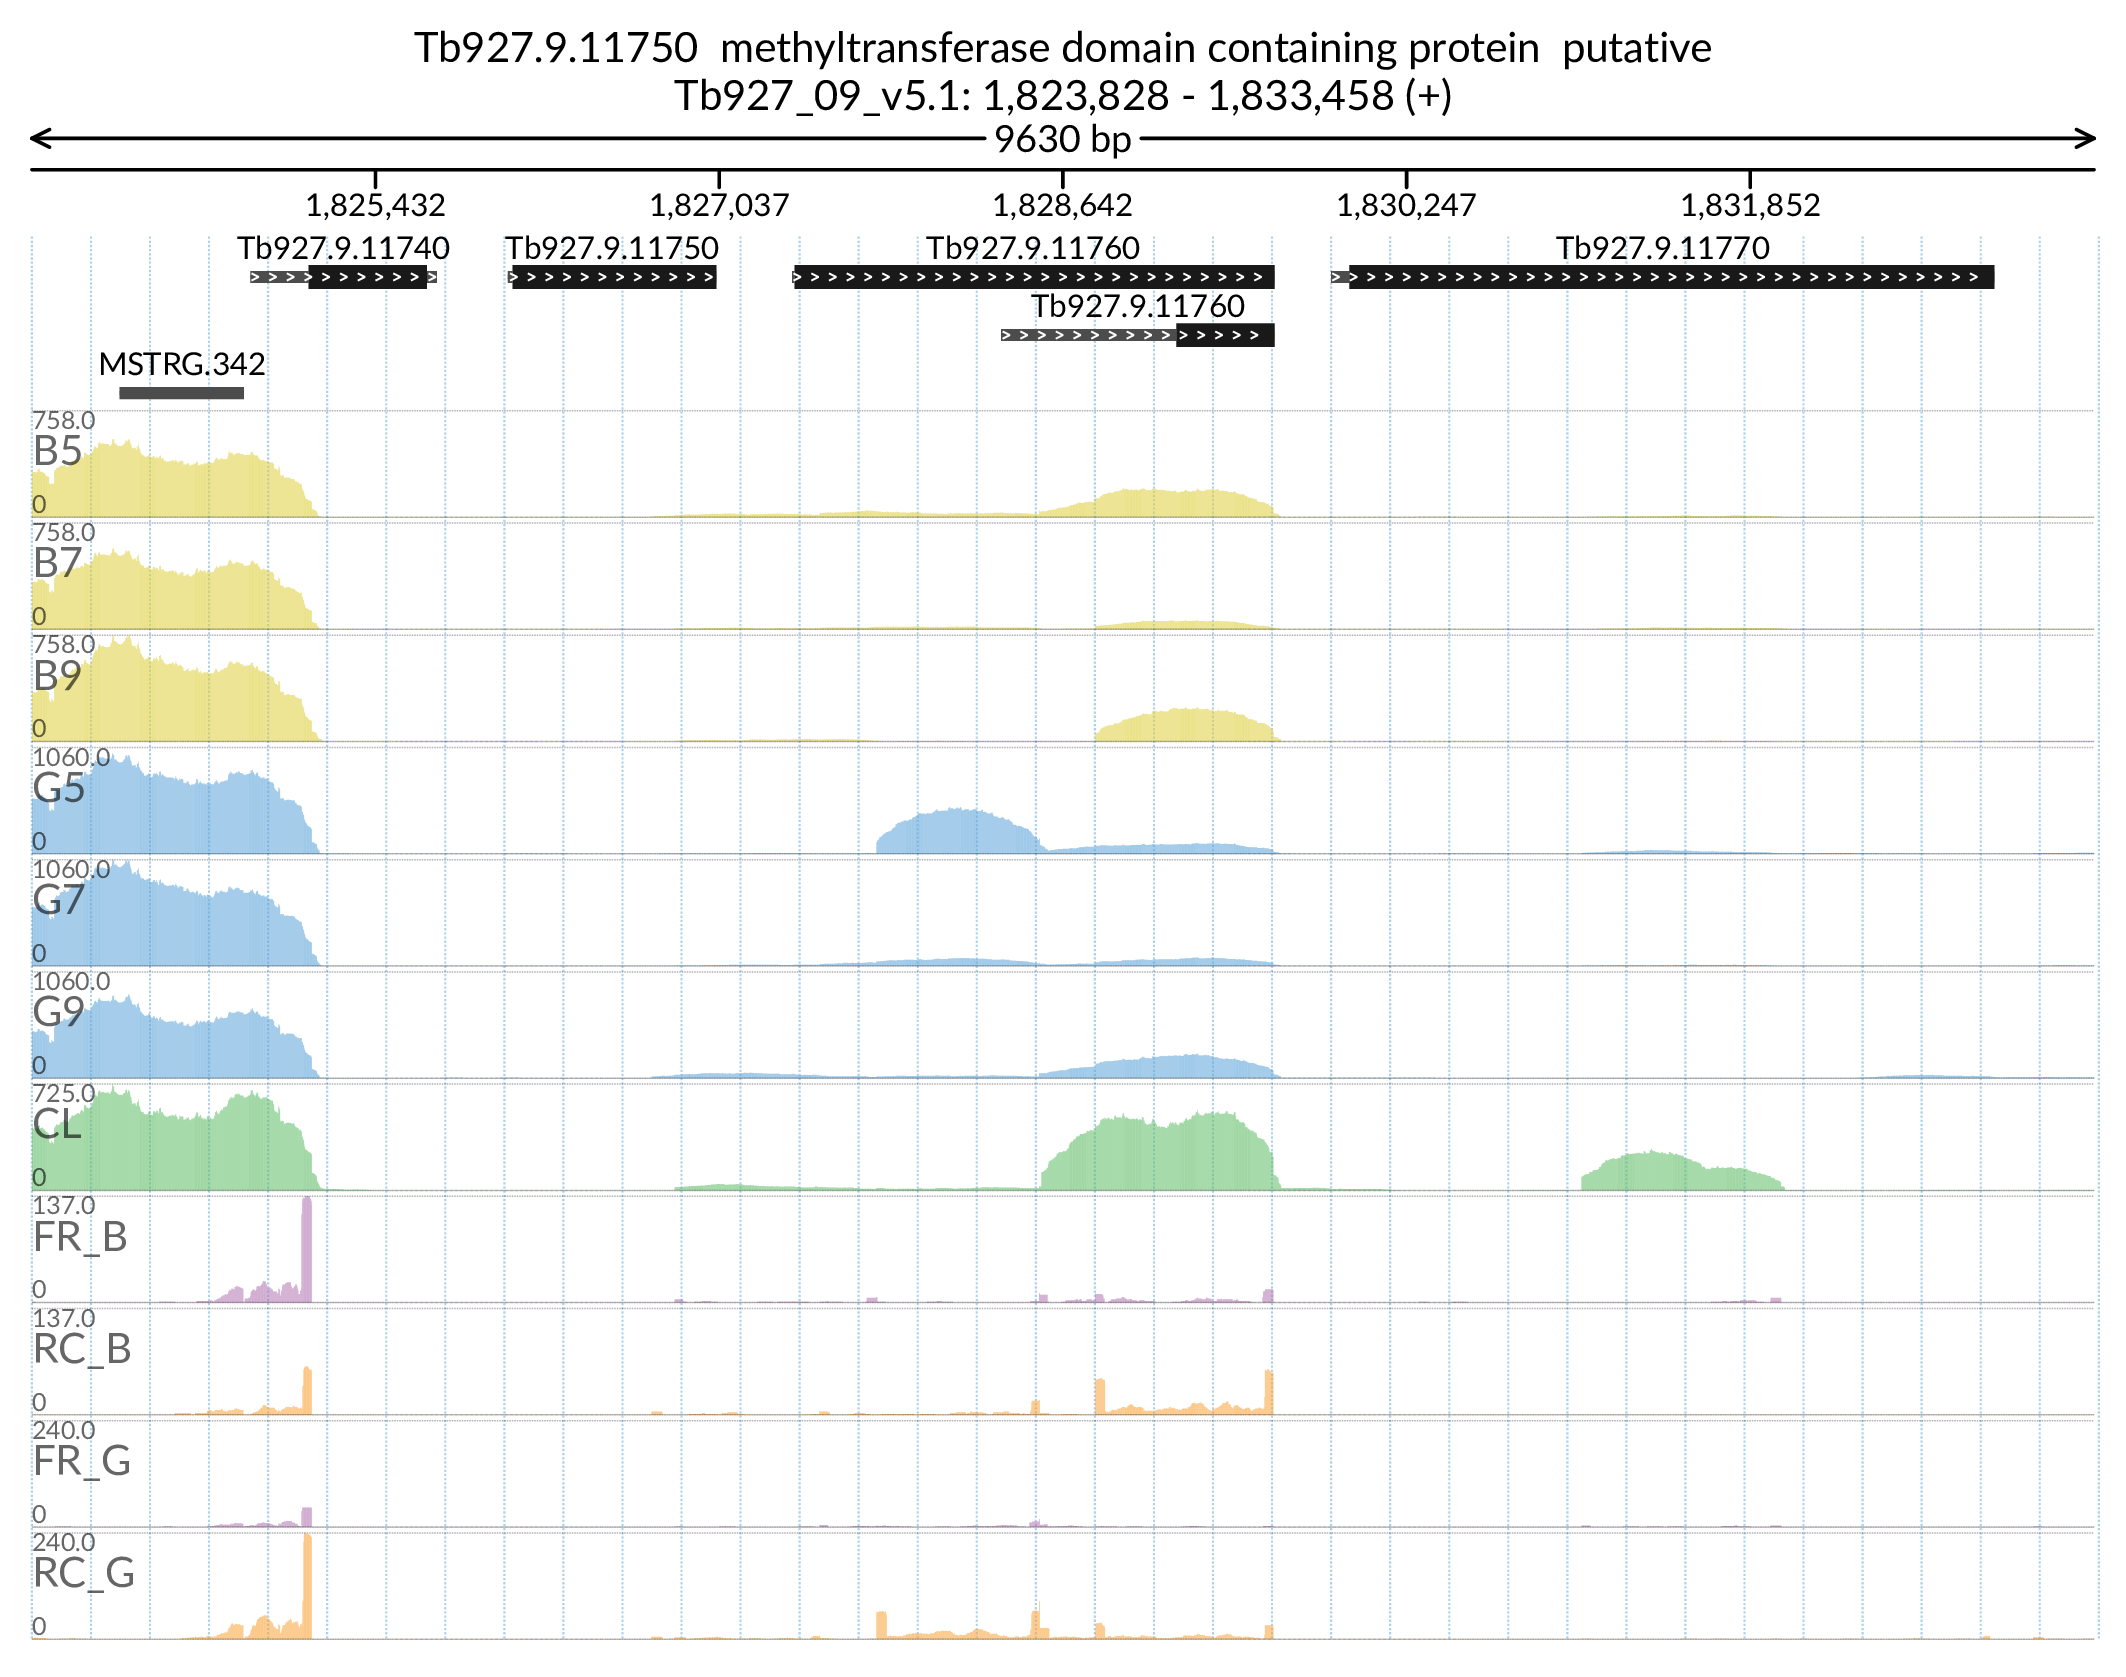 Tb927.9.11750  methyltransferase domain containing protein  putative
Tb927_09_v5.1: 1,823,828 - 1,833,458 (+)
9630 bp
1,825,432 1,827,037 1,828,642 1,830,247 1,831,852
Tb927.9.11740 Tb927.9.11750 Tb927.9.11760 Tb927.9.11770
Tb927.9.11760
MSTRG.342
758.0
B5
0
758.0
B7
0
758.0
B9
0
1060.0
G5
0
1060.0
G7
0
1060.0
G9
0
725.0
CL
0
137.0
FR_B
0
137.0
RC_B
0
240.0
FR_G
0
240.0
RC_G
0